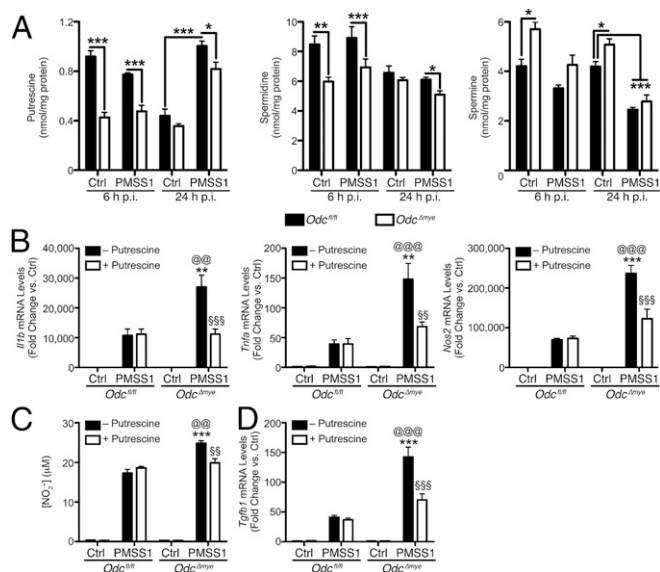 A
Putrescine
(nmol/mg protein)
1.2
0.8
0.4
0
***
***
***
*
Ctrl PMSS1 Ctrl PMSS1
6 h p.i. 24 h p.i.
Spermidine
(nmol/mg protein)
10
8
6
4
2
0
**
***
*
Ctrl PMSS1 Ctrl PMSS1
6 h p.i. 24 h p.i.
Spermine
(nmol/mg protein)
6
4
2
0
*
*
***
Ctrl PMSS1 Ctrl PMSS1
6 h p.i. 24 h p.i.
Odcfl/fl OdcΔmye
B
Il1b mRNA Levels
(Fold Change vs. Ctrl)
40,000
30,000
20,000
10,000
0
– Putrescine
+ Putrescine
@@
**
§§§
Ctrl PMSS1 Ctrl PMSS1
Odcfl/fl OdcΔmye
Tnfa mRNA Levels
(Fold Change vs. Ctrl)
200
150
100
50
0
– Putrescine
+ Putrescine
@@@
**
§§
Ctrl PMSS1 Ctrl PMSS1
Odcfl/fl OdcΔmye
Nos2 mRNA Levels
(Fold Change vs. Ctrl)
300,000
200,000
100,000
0
– Putrescine
+ Putrescine
@@@
***
§§§
Ctrl PMSS1 Ctrl PMSS1
Odcfl/fl OdcΔmye
C
[NO2-] (µM)
30
20
10
0
– Putrescine
+ Putrescine
@@
***
§§
Ctrl PMSS1 Ctrl PMSS1
Odcfl/fl OdcΔmye
D
Tgfb1 mRNA Levels
(Fold Change vs. Ctrl)
200
150
100
50
0
– Putrescine
+ Putrescine
@@@
***
§§§
Ctrl PMSS1 Ctrl PMSS1
Odcfl/fl OdcΔmye